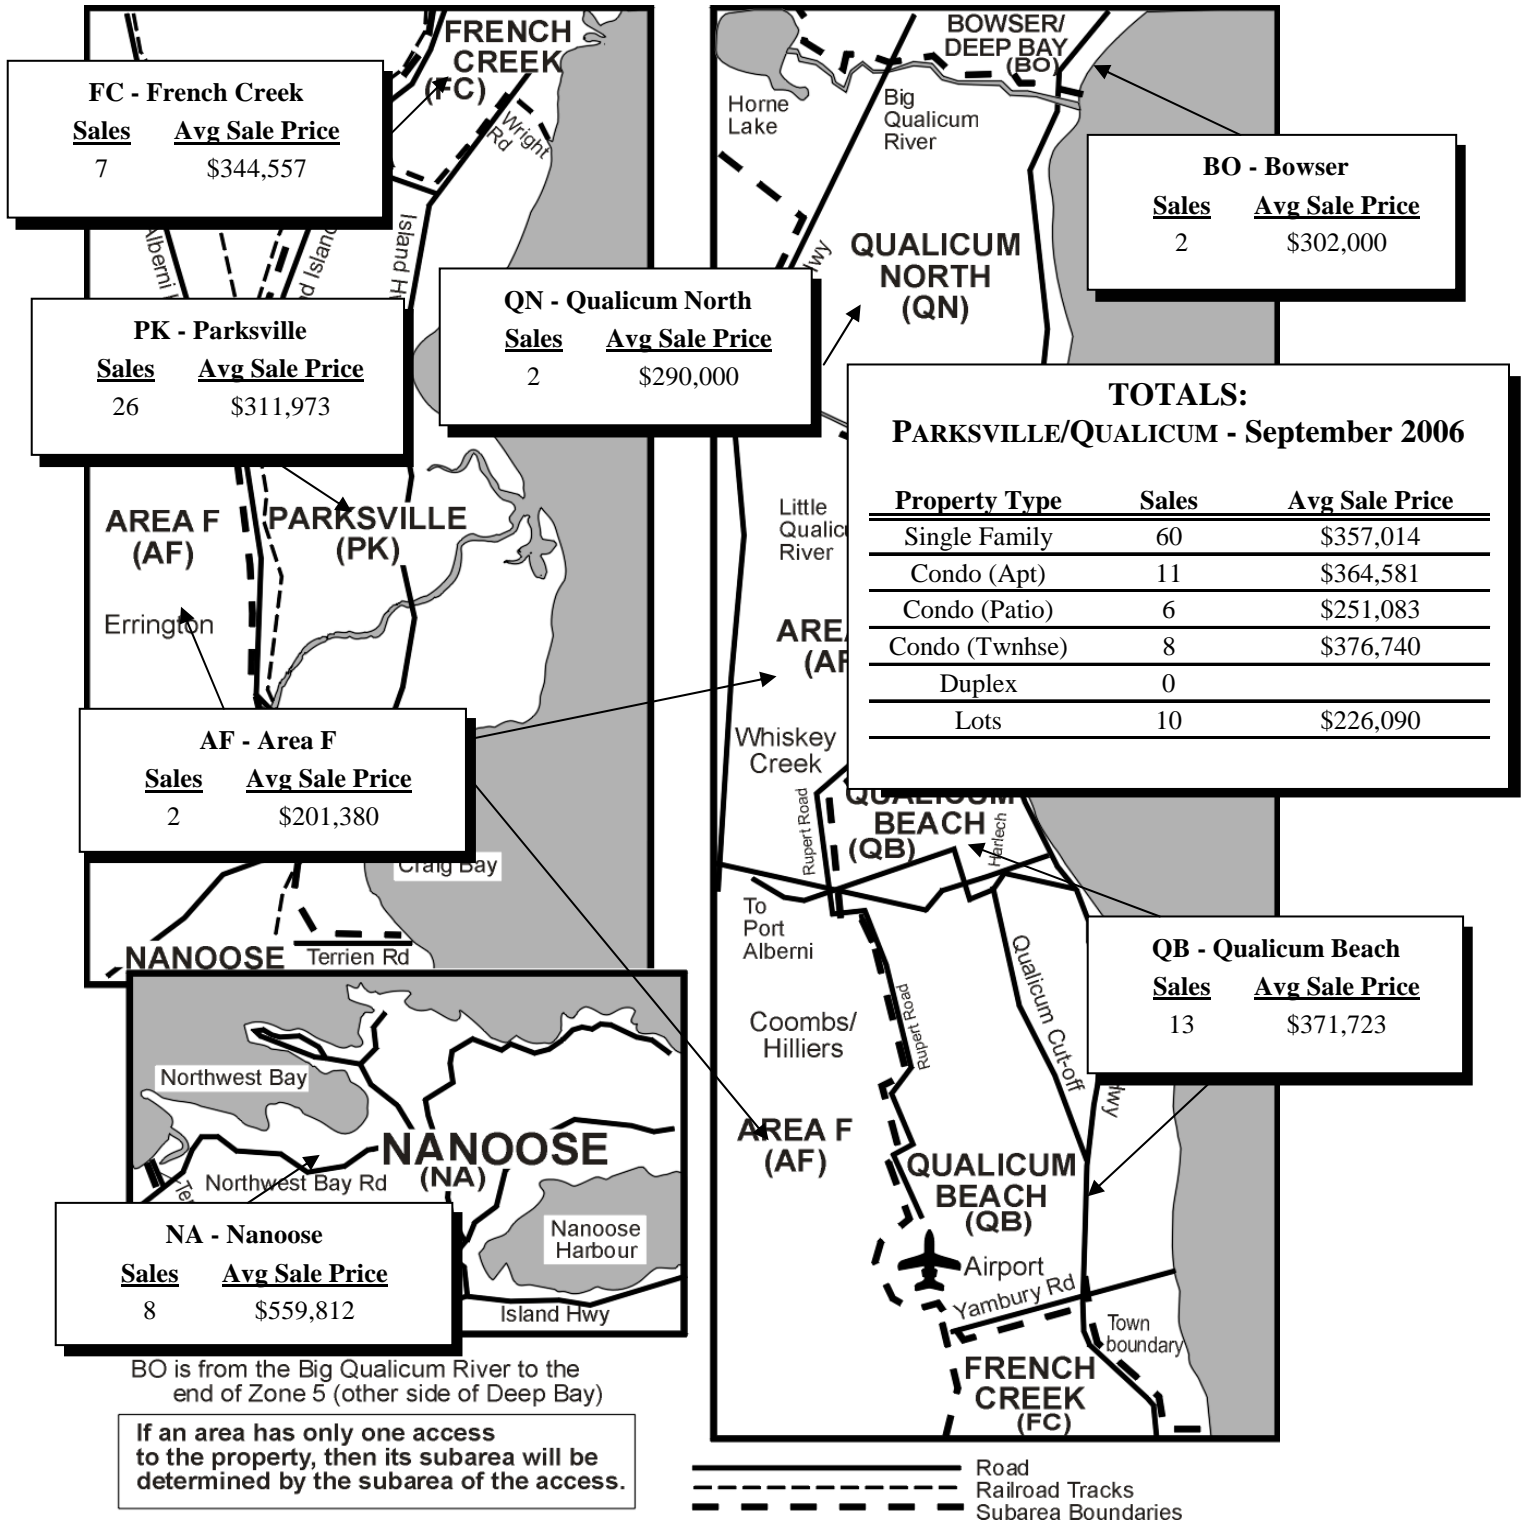 FRENCH
CREEK
(FC)
Wright
Rd
FC - French Creek
Sales Avg Sale Price
7 $344,557
Alberni
Island
Island
PK - Parksville
Sales Avg Sale Price
26 $311,973
QN - Qualicum North
Sales Avg Sale Price
2 $290,000
AREA F
(AF)
PARKSVILLE
(PK)
Errington
AF - Area F
Sales Avg Sale Price
2 $201,380
Craig Bay
NANOOSE
Terrien Rd
Northwest Bay
NANOOSE
(NA)
Northwest Bay Rd
Nanoose
Harbour
Island Hwy
NA - Nanoose
Sales Avg Sale Price
8 $559,812
BO is from the Big Qualicum River to the
end of Zone 5 (other side of Deep Bay)
If an area has only one access
to the property, then its subarea will be
determined by the subarea of the access.
BOWSER/
DEEP BAY
(BO)
Horne
Lake
Big
Qualicum
River
BO - Bowser
Sales Avg Sale Price
2 $302,000
QUALICUM
NORTH
(QN)
Hwy
TOTALS:
PARKSVILLE/QUALICUM - September 2006
Property Type Sales Avg Sale Price
Single Family 60 $357,014
Condo (Apt) 11 $364,581
Condo (Patio) 6 $251,083
Condo (Twnhse) 8 $376,740
Duplex 0
Lots 10 $226,090
Little
River
Whiskey
Creek
Rupert Road
QUALICUM
BEACH
(QB)
Harlech
To
Port
Alberni
QB - Qualicum Beach
Sales Avg Sale Price
13 $371,723
Qualicum Cut-off
Rupert Road
Coombs/
Hilliers
Hwy
AREA F
(AF)
QUALICUM
BEACH
(QB)
Airport
Yambury Rd
Town
boundary
FRENCH
CREEK
(FC)
Road
Railroad Tracks
Subarea Boundaries